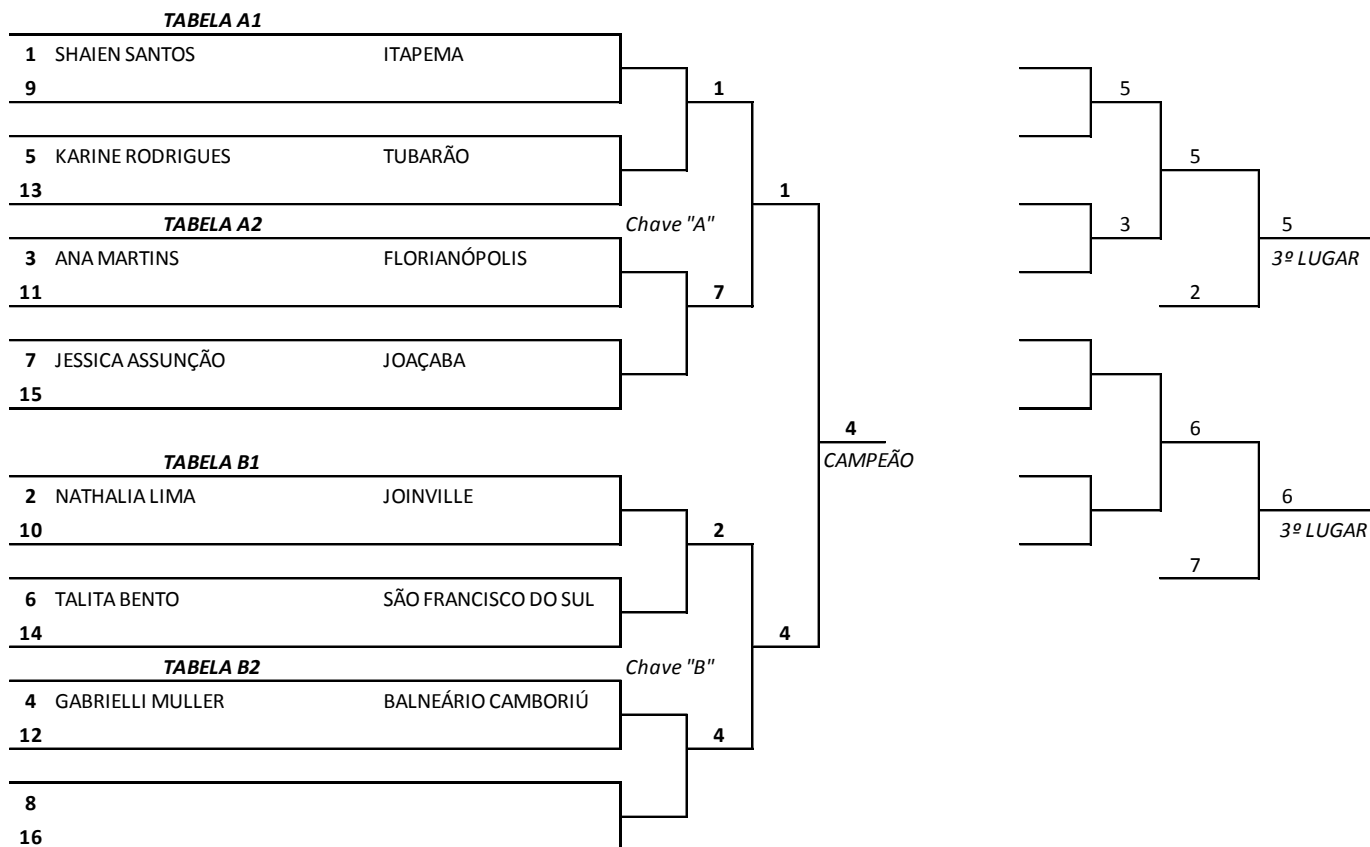 TABELA A1
1 SHAIEN SANTOS ITAPEMA
9 1 5
5 KARINE RODRIGUES TUBARÃO 5
13 1
TABELA A2 Chave "A" 3 5
3 ANA MARTINS FLORIANÓPOLIS 3º LUGAR
11 7 2
7 JESSICA ASSUNÇÃO JOAÇABA
15
4 6
TABELA B1 CAMPEÃO
2 NATHALIA LIMA JOINVILLE 6
10 2 3º LUGAR
7
6 TALITA BENTO SÃO FRANCISCO DO SUL
14 4
TABELA B2 Chave "B"
4 GABRIELLI MULLER BALNEÁRIO CAMBORIÚ
12 4
8
16